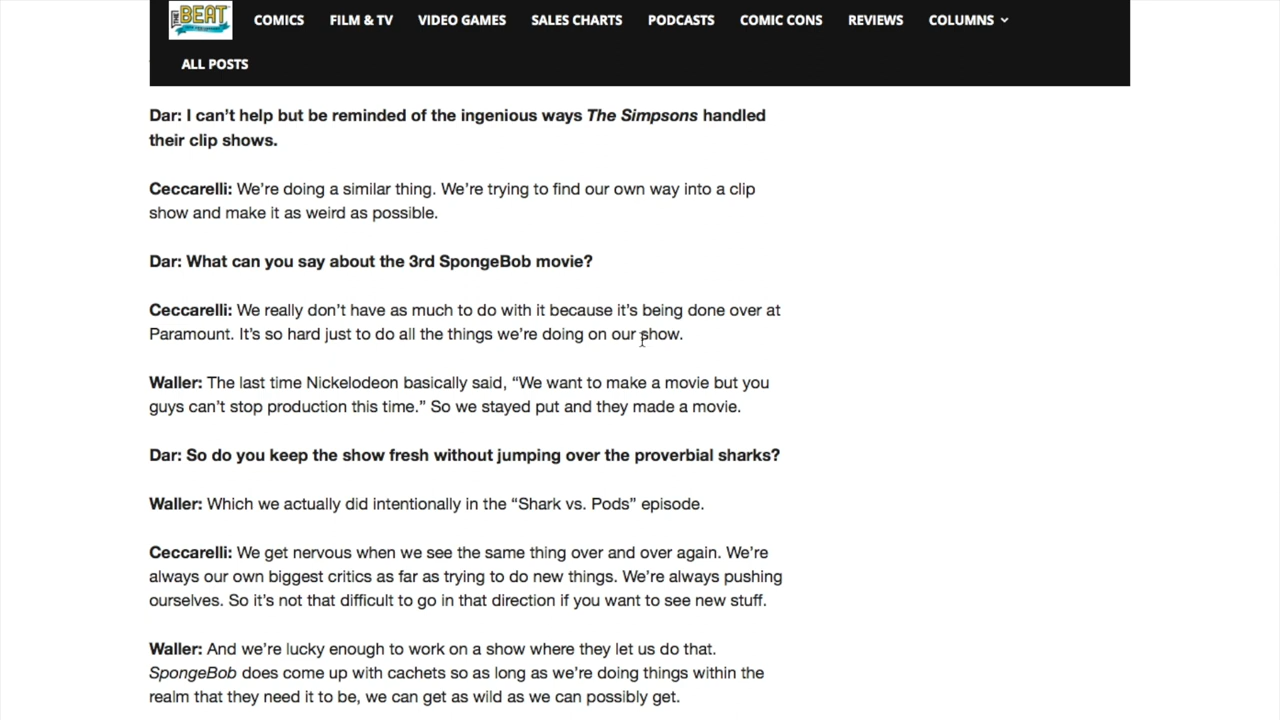 THE BEAT
COMICS FILM & TV VIDEO GAMES SALES CHARTS PODCASTS COMIC CONS REVIEWS COLUMNS
ALL POSTS
Dar: I can’t help but be reminded of the ingenious ways The Simpsons handled
their clip shows.
Ceccarelli: We’re doing a similar thing. We’re trying to find our own way into a clip
show and make it as weird as possible.
Dar: What can you say about the 3rd SpongeBob movie?
Ceccarelli: We really don’t have as much to do with it because it’s being done over at
Paramount. It’s so hard just to do all the things we’re doing on our show.
Waller: The last time Nickelodeon basically said, “We want to make a movie but you
guys can’t stop production this time.” So we stayed put and they made a movie.
Dar: So do you keep the show fresh without jumping over the proverbial sharks?
Waller: Which we actually did intentionally in the “Shark vs. Pods” episode.
Ceccarelli: We get nervous when we see the same thing over and over again. We’re
always our own biggest critics as far as trying to do new things. We’re always pushing
ourselves. So it’s not that difficult to go in that direction if you want to see new stuff.
Waller: And we’re lucky enough to work on a show where they let us do that.
SpongeBob does come up with cachets so as long as we’re doing things within the
realm that they need it to be, we can get as wild as we can possibly get.